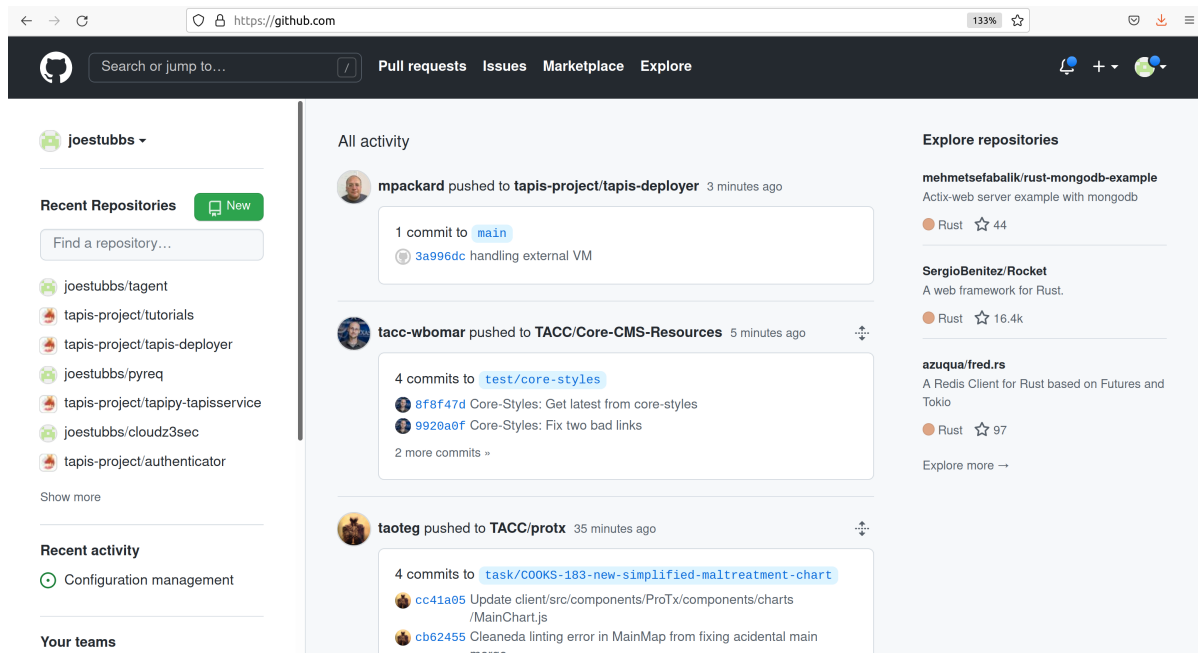 https://github.com
133%
Search or jump to…
/
Pull requests
Issues
Marketplace
Explore
joestubbs
Recent Repositories
New
Find a repository…
joestubbs/tagent
tapis-project/tutorials
tapis-project/tapis-deployer
joestubbs/pyreq
tapis-project/tapipy-tapisservice
joestubbs/cloudz3sec
tapis-project/authenticator
Show more
Recent activity
Configuration management
Your teams
All activity
mpackard pushed to tapis-project/tapis-deployer 3 minutes ago
1 commit to main
3a996dc handling external VM
tacc-wbomar pushed to TACC/Core-CMS-Resources 5 minutes ago
4 commits to test/core-styles
8f8f47d Core-Styles: Get latest from core-styles
9920a0f Core-Styles: Fix two bad links
2 more commits »
taoteg pushed to TACC/protx 35 minutes ago
4 commits to task/COOKS-183-new-simplified-maltreatment-chart
cc41a05 Update client/src/components/ProTx/components/charts
/MainChart.js
cb62455 Cleaneda linting error in MainMap from fixing acidental main
Explore repositories
mehmetsefabalik/rust-mongodb-example
Actix-web server example with mongodb
Rust 44
SergioBenitez/Rocket
A web framework for Rust.
Rust 16.4k
azuqua/fred.rs
A Redis Client for Rust based on Futures and
Tokio
Rust 97
Explore more →